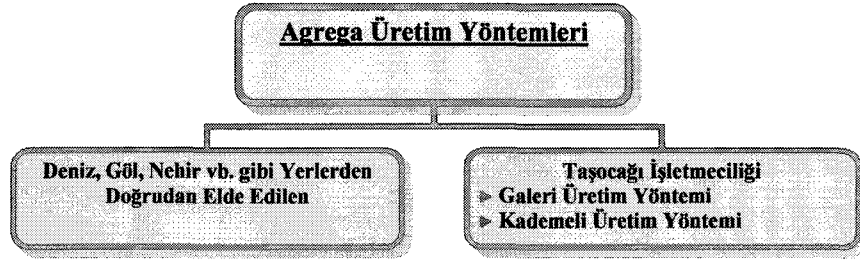 Agrega Üretim Yöntemleri
Deniz, Göl, Nehir vb. gibi Yerlerden
Doğrudan Elde Edilen
Taşocağı İşletmeciliği
➢ Galeri Üretim Yöntemi
➢ Kademeli Üretim Yöntemi